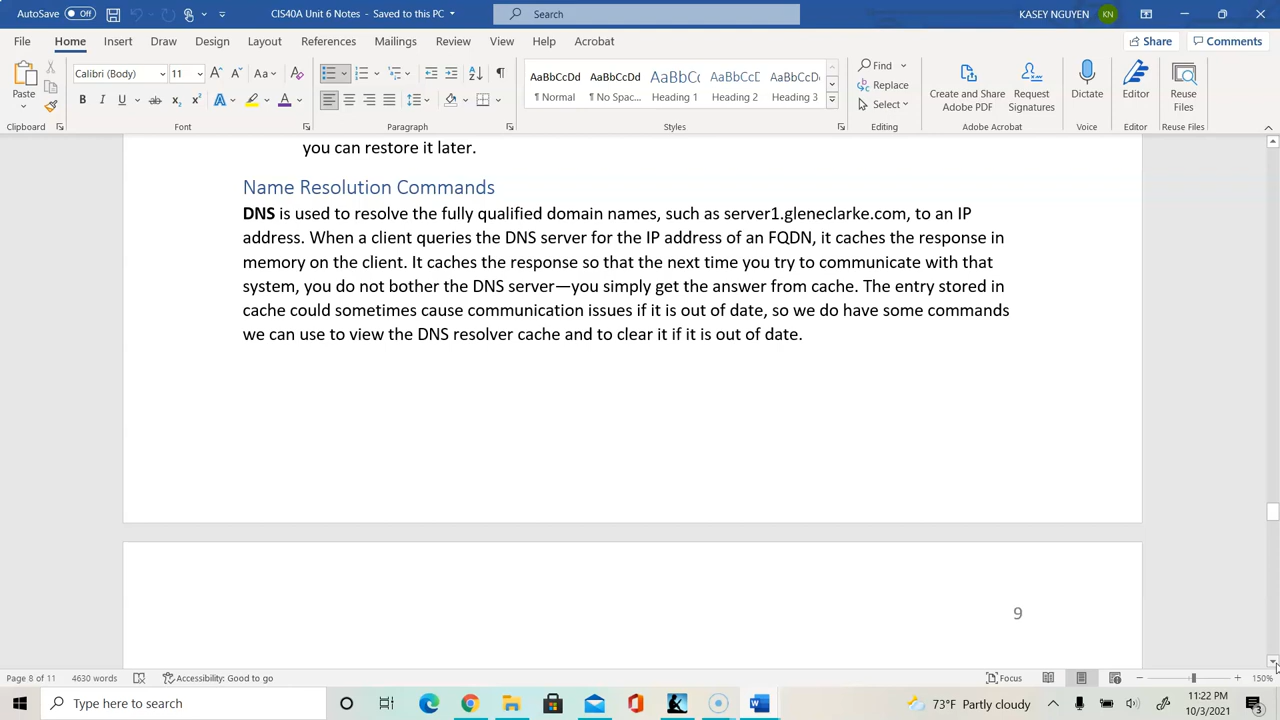 AutoSave Off CIS40A Unit 6 Notes - Saved to this PC Search KASEY NGUYEN KN
File Home Insert Draw Design Layout References Mailings Review View Help Acrobat Share Comments
Paste Calibri (Body) 11 Aa AaBbCcDd AaBbCcDd AaBbCc AaBbCcD AaBbCcDd Find Replace Select Create and Share Adobe PDF Request Signatures Dictate Editor Reuse Files
B I U ab x₂ x² A A ¶ Normal ¶ No Spac... Heading 1 Heading 2 Heading 3
Clipboard Font Paragraph Styles Editing Adobe Acrobat Voice Editor Reuse Files
you can restore it later.
Name Resolution Commands
DNS is used to resolve the fully qualified domain names, such as server1.gleneclarke.com, to an IP
address. When a client queries the DNS server for the IP address of an FQDN, it caches the response in
memory on the client. It caches the response so that the next time you try to communicate with that
system, you do not bother the DNS server—you simply get the answer from cache. The entry stored in
cache could sometimes cause communication issues if it is out of date, so we do have some commands
we can use to view the DNS resolver cache and to clear it if it is out of date.
9
Page 8 of 11 4630 words Accessibility: Good to go Focus 150%
Type here to search 73°F Partly cloudy 11:22 PM
10/3/2021 3